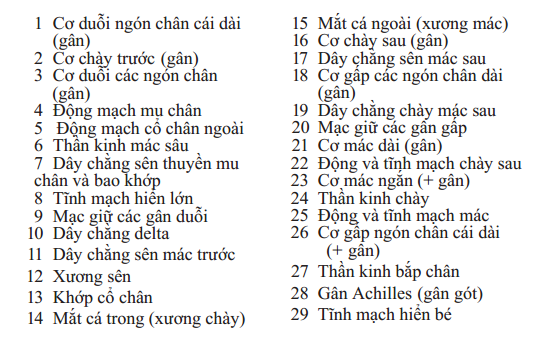 1 Cơ duỗi ngón chân cái dài
(gân)
2 Cơ chày trước (gân)
3 Cơ duỗi các ngón chân
(gân)
4 Động mạch mu chân
5 Động mạch cổ chân ngoài
6 Thần kinh mác sâu
7 Dây chằng sên thuyền mu
chân và bao khớp
8 Tĩnh mạch hiển lớn
9 Mạc giữ các gân duỗi
10 Dây chằng delta
11 Dây chằng sên mác trước
12 Xương sên
13 Khớp cổ chân
14 Mắt cá trong (xương chày)
15 Mắt cá ngoài (xương mác)
16 Cơ chày sau (gân)
17 Dây chằng sên mác sau
18 Cơ gấp các ngón chân dài
(gân)
19 Dây chằng chày mác sau
20 Mạc giữ các gân gấp
21 Cơ mác dài (gân)
22 Động và tĩnh mạch chày sau
23 Cơ mác ngắn (+ gân)
24 Thần kinh chày
25 Động và tĩnh mạch mác
26 Cơ gấp ngón chân cái dài
(+ gân)
27 Thần kinh bắp chân
28 Gân Achilles (gân gót)
29 Tĩnh mạch hiển bé